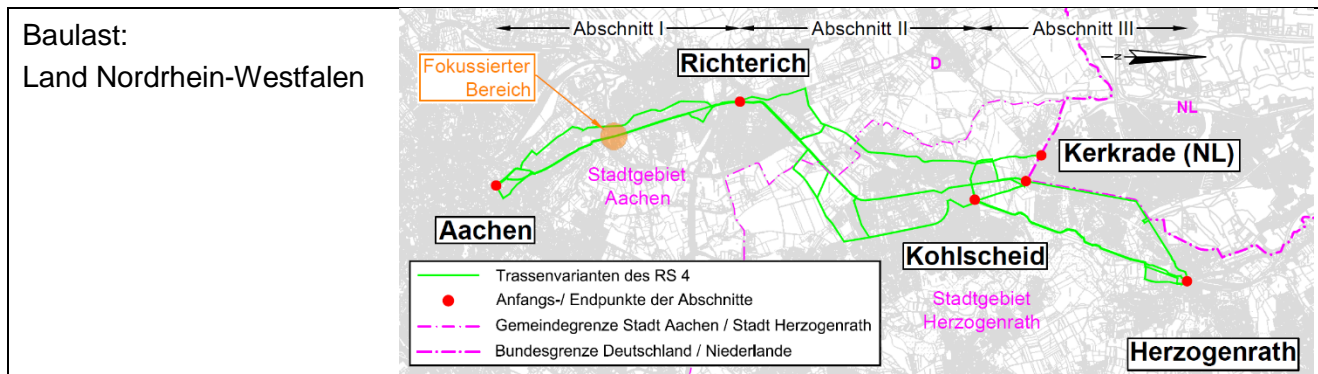 Baulast:
Land Nordrhein-Westfalen
Abschnitt I
Abschnitt II
Abschnitt III
Richterich
D
N
Fokussierter
Bereich
NL
Kerkrade (NL)
Stadtgebiet
Aachen
Aachen
Kohlscheid
Trassenvarianten des RS 4
Anfangs-/ Endpunkte der Abschnitte
Stadtgebiet
Herzogenrath
Gemeindegrenze Stadt Aachen / Stadt Herzogenrath
Bundesgrenze Deutschland / Niederlande
Herzogenrath